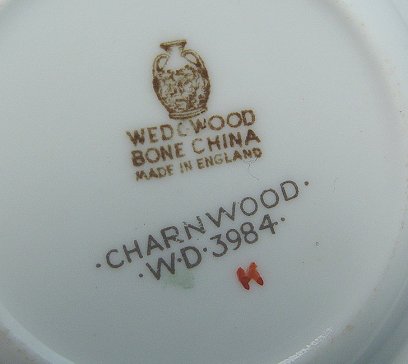 WEDGWOOD
BONE CHINA
MADE IN ENGLAND
·CHARNWOOD·
·W·D·3984·
H